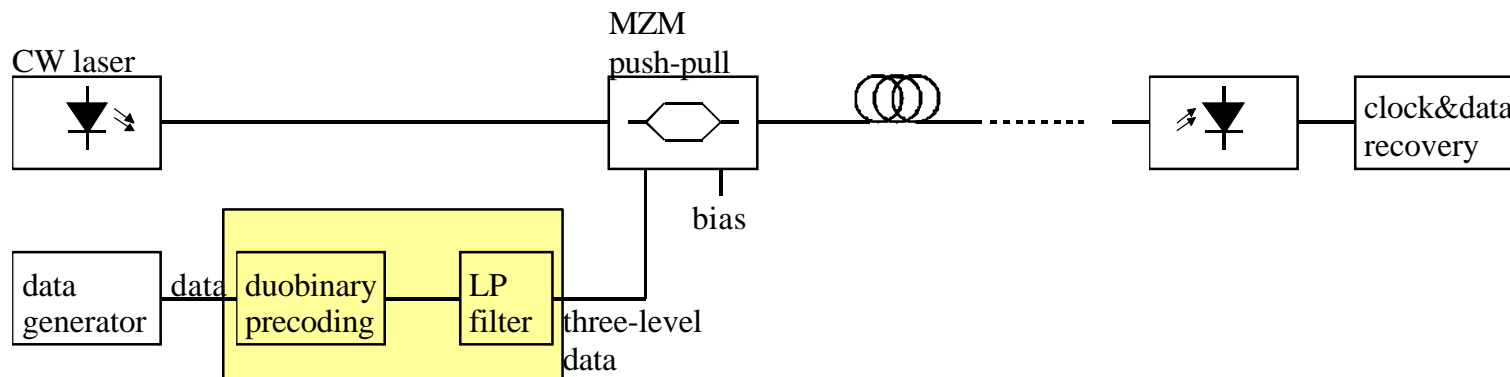 MZM
push-pull
CW laser
clock&data
recovery
bias
data
generator
data
duobinary
precoding
LP
filter
three-level
data